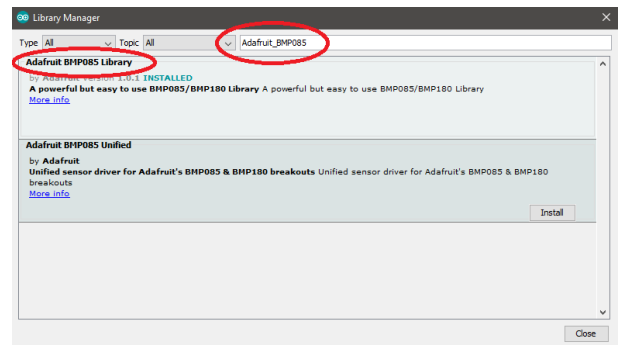 Library Manager
Type All Topic All Adafruit_BMP085
Adafruit BMP085 Library
by Adafruit Version 1.0.1 INSTALLED
A powerful but easy to use BMP085/BMP180 Library A powerful but easy to use BMP085/BMP180 Library
More info
Adafruit BMP085 Unified
by Adafruit
Unified sensor driver for Adafruit's BMP085 & BMP180 breakouts Unified sensor driver for Adafruit's BMP085 & BMP180
breakouts
More info
Install
Close